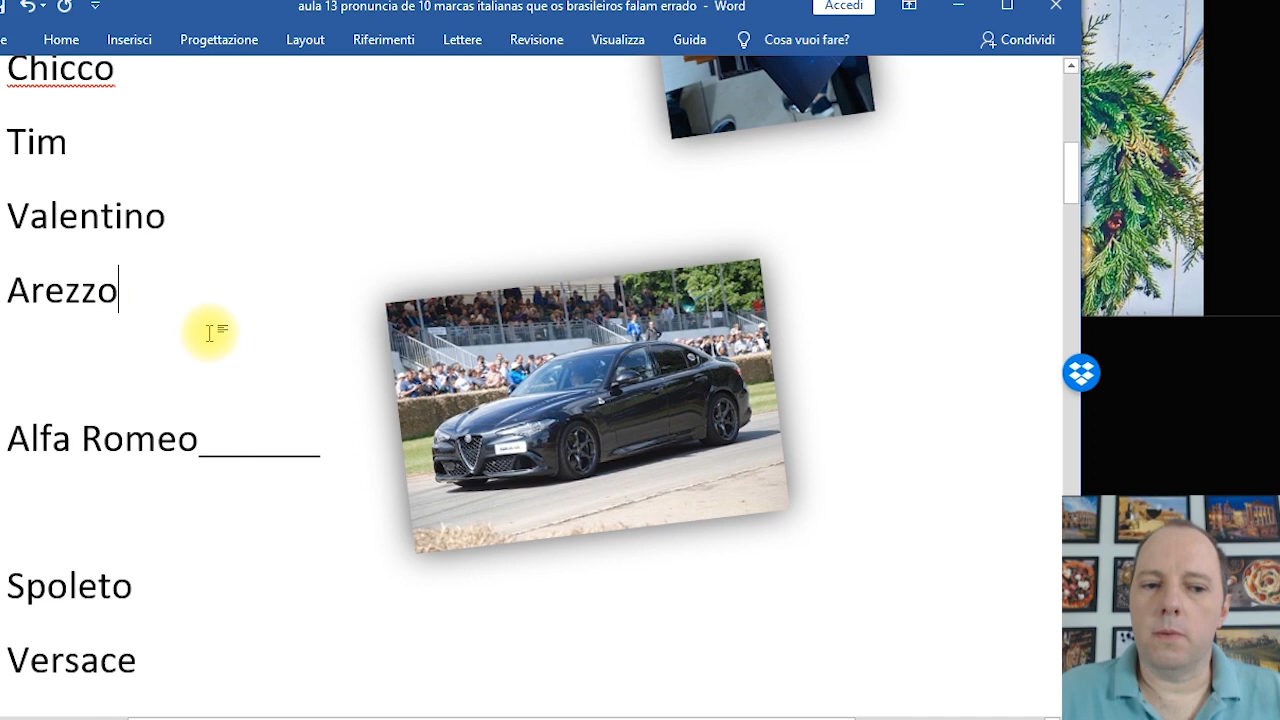 aula 13 pronuncia de 10 marcas italianas que os brasileiros falam errado - Word
Accedi
Home Inserisci Progettazione Layout Riferimenti Lettere Revisione Visualizza Guida Cosa vuoi fare? Condividi
Chicco
Tim
Valentino
Arezzo
Alfa Romeo________
Spoleto
Versace